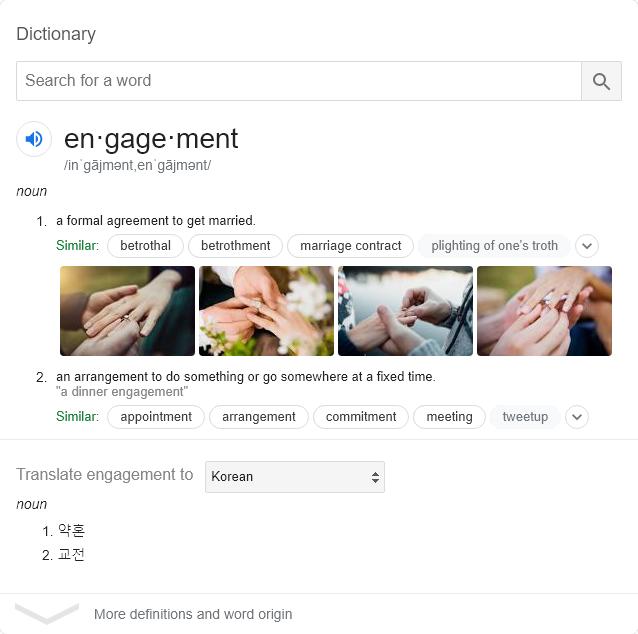 Dictionary
Search for a word
en·gage·ment
/inˈɡājmənt,enˈɡājmənt/
noun
1. a formal agreement to get married.
Similar: betrothal betrothment marriage contract plighting of one's troth
2. an arrangement to do something or go somewhere at a fixed time.
"a dinner engagement"
Similar: appointment arrangement commitment meeting tweetup
Translate engagement to Korean
noun
1. 약혼
2. 교전
More definitions and word origin